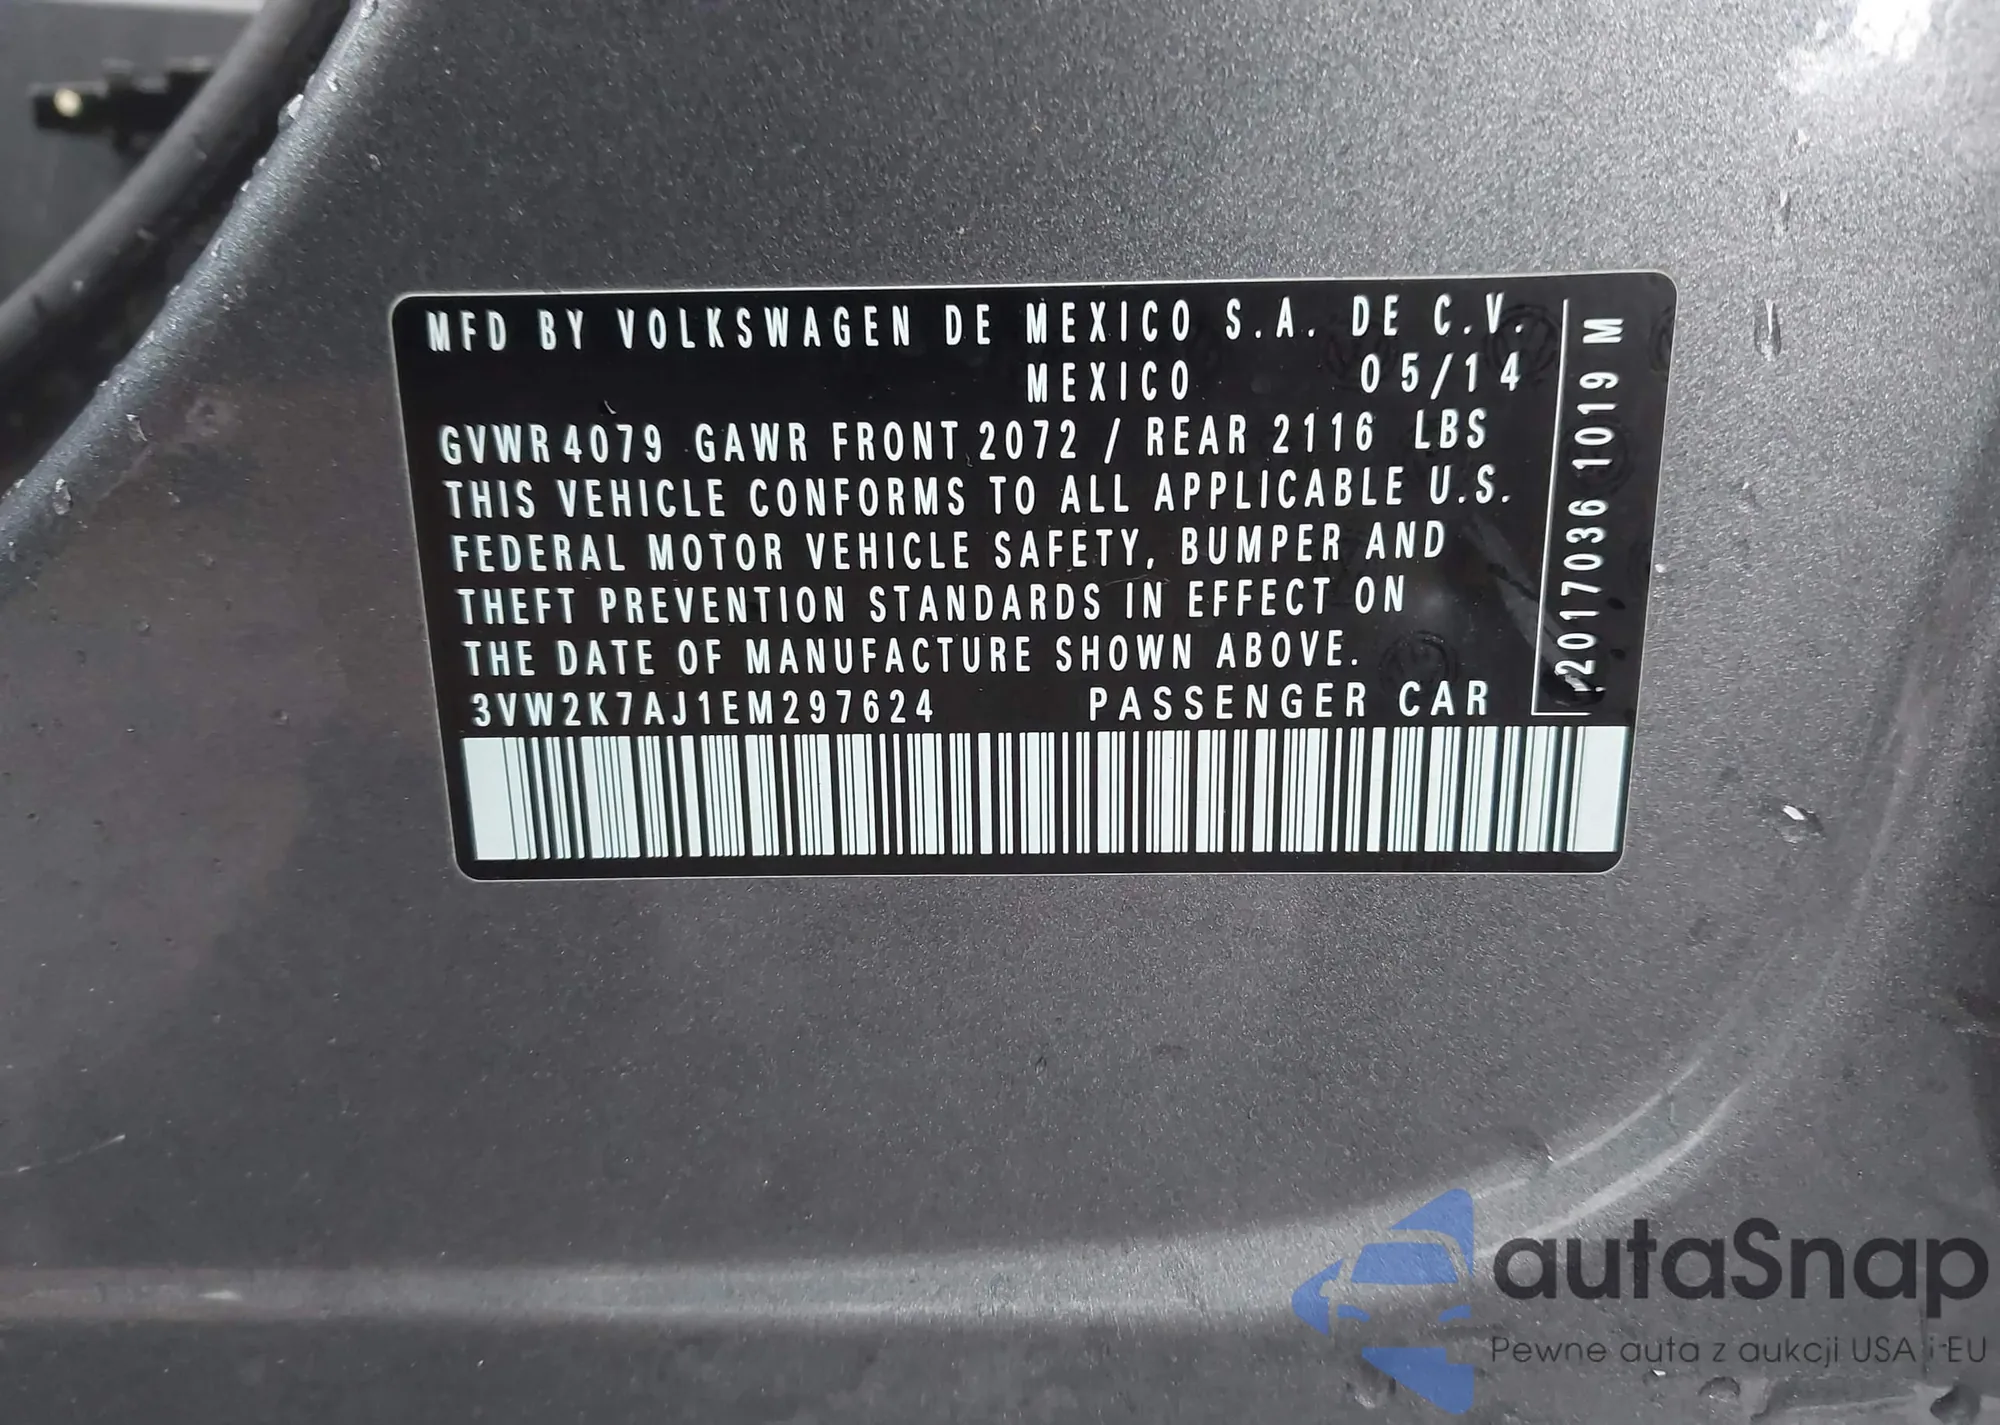 MFD BY VOLKSWAGEN DE MEXICO S.A. DE C.V.
MEXICO 05/14
GVWR 4079 GAWR FRONT 2072 / REAR 2116 LBS
THIS VEHICLE CONFORMS TO ALL APPLICABLE U.S.
FEDERAL MOTOR VEHICLE SAFETY, BUMPER AND
THEFT PREVENTION STANDARDS IN EFFECT ON
THE DATE OF MANUFACTURE SHOWN ABOVE.
3VW2K7AJ1EM297624 PASSENGER CAR
2017036 1019 M
autaSnap
Pewne auta z aukcji USA i EU